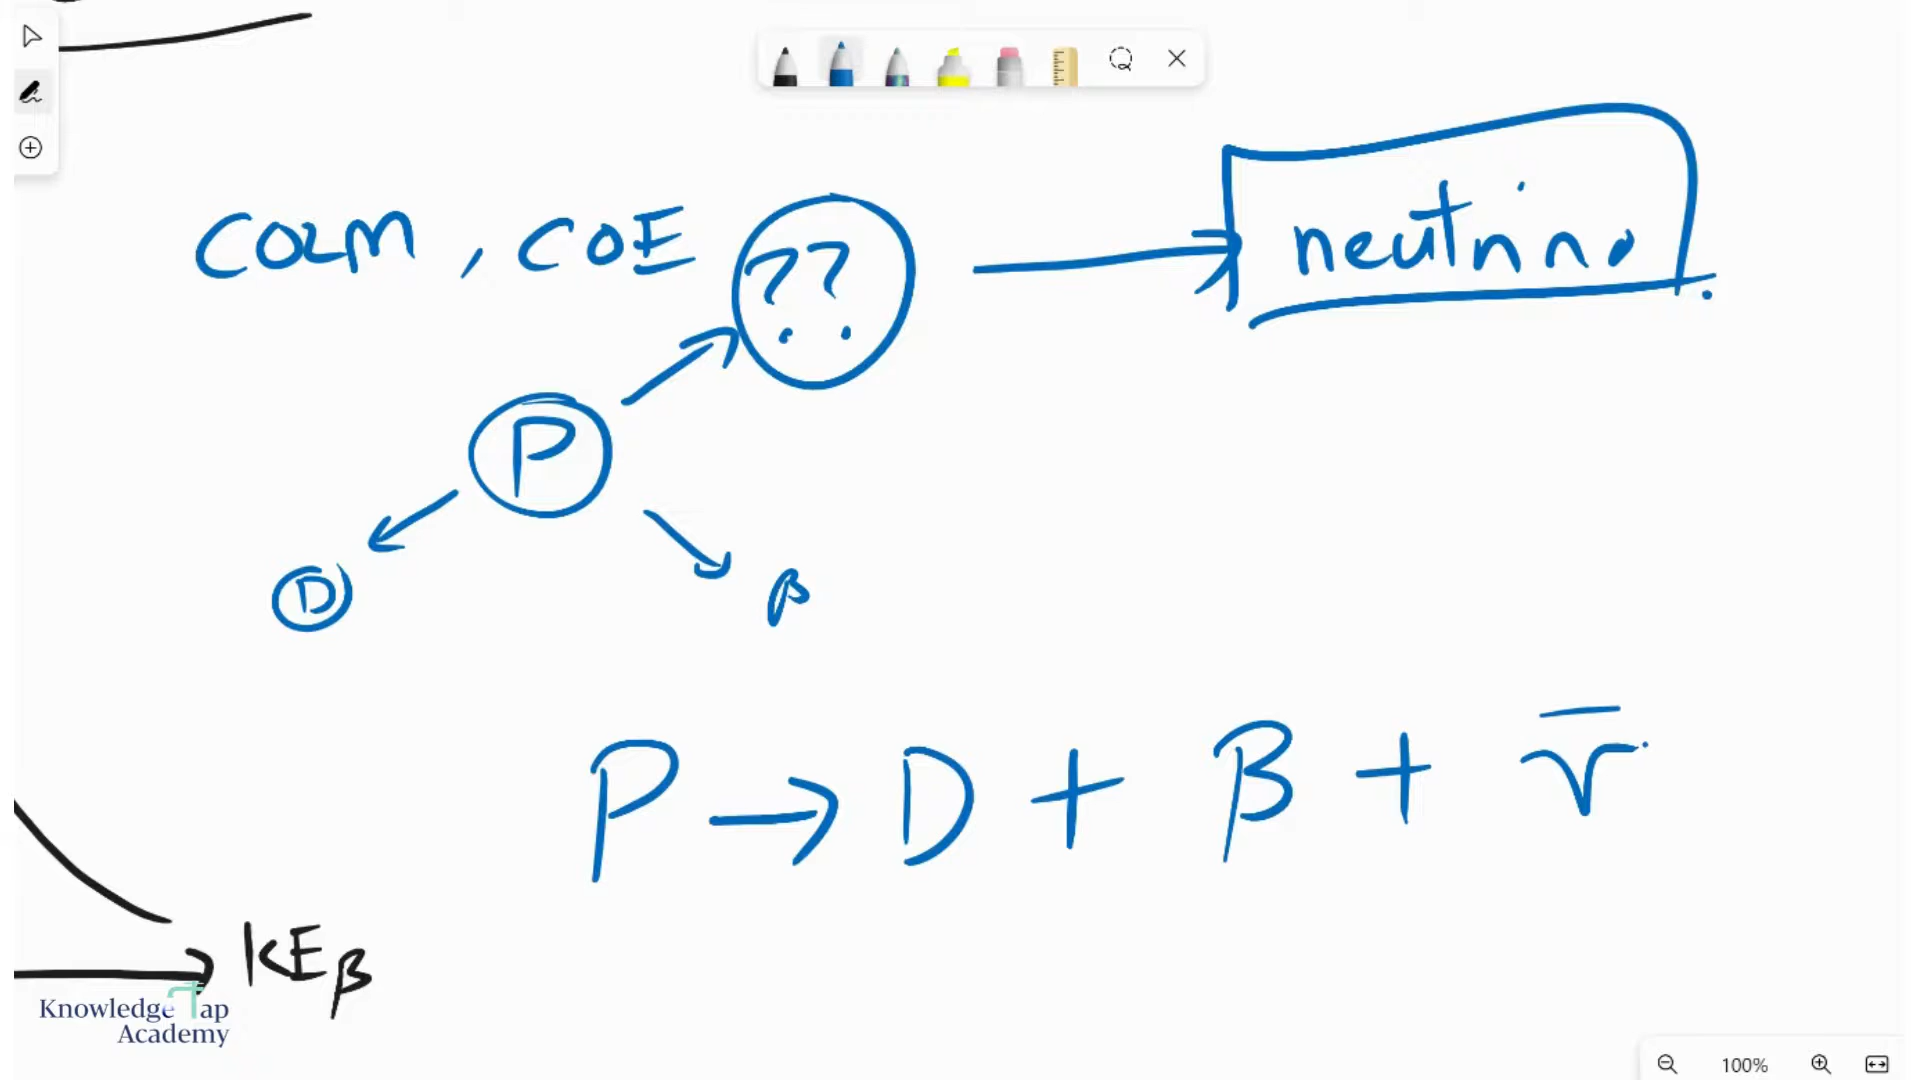 COLM, COE
??
neutrino
P
D
β
P → D + β + ν̅
KEβ
Knowledge Tap
Academy
100%